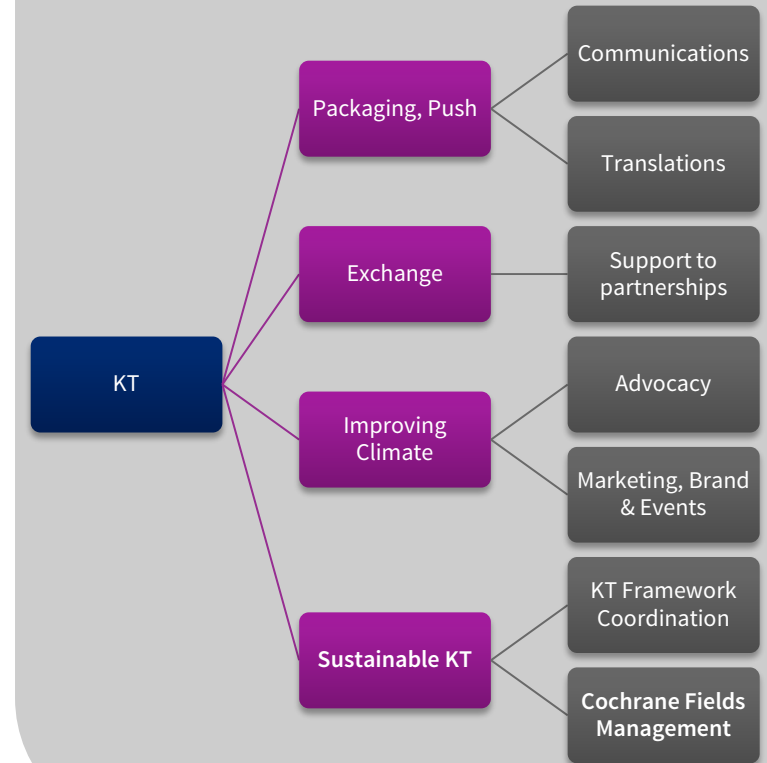 KT
Packaging, Push
Communications
Translations
Exchange
Support to
partnerships
Improving
Climate
Advocacy
Marketing, Brand
& Events
Sustainable KT
KT Framework
Coordination
Cochrane Fields
Management